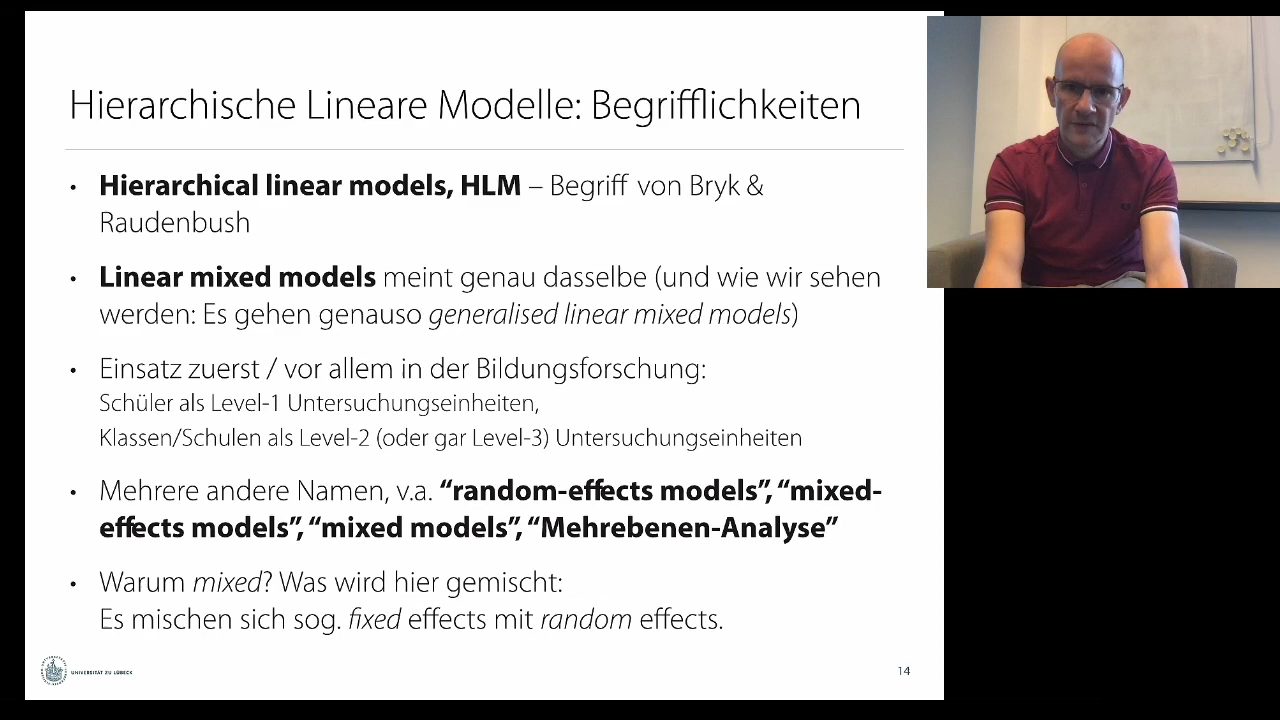 Hierarchische Lineare Modelle: Begrifflichkeiten
• Hierarchical linear models, HLM – Begriff von Bryk &
Raudenbush
• Linear mixed models meint genau dasselbe (und wie wir sehen
werden: Es gehen genauso generalised linear mixed models)
• Einsatz zuerst / vor allem in der Bildungsforschung:
Schüler als Level-1 Untersuchungseinheiten,
Klassen/Schulen als Level-2 (oder gar Level-3) Untersuchungseinheiten
• Mehrere andere Namen, v.a. “random-effects models”, “mixed-
effects models”, “mixed models”, “Mehrebenen-Analyse”
• Warum mixed? Was wird hier gemischt:
Es mischen sich sog. fixed effects mit random effects.
UNIVERSITÄT ZU LÜBECK
14